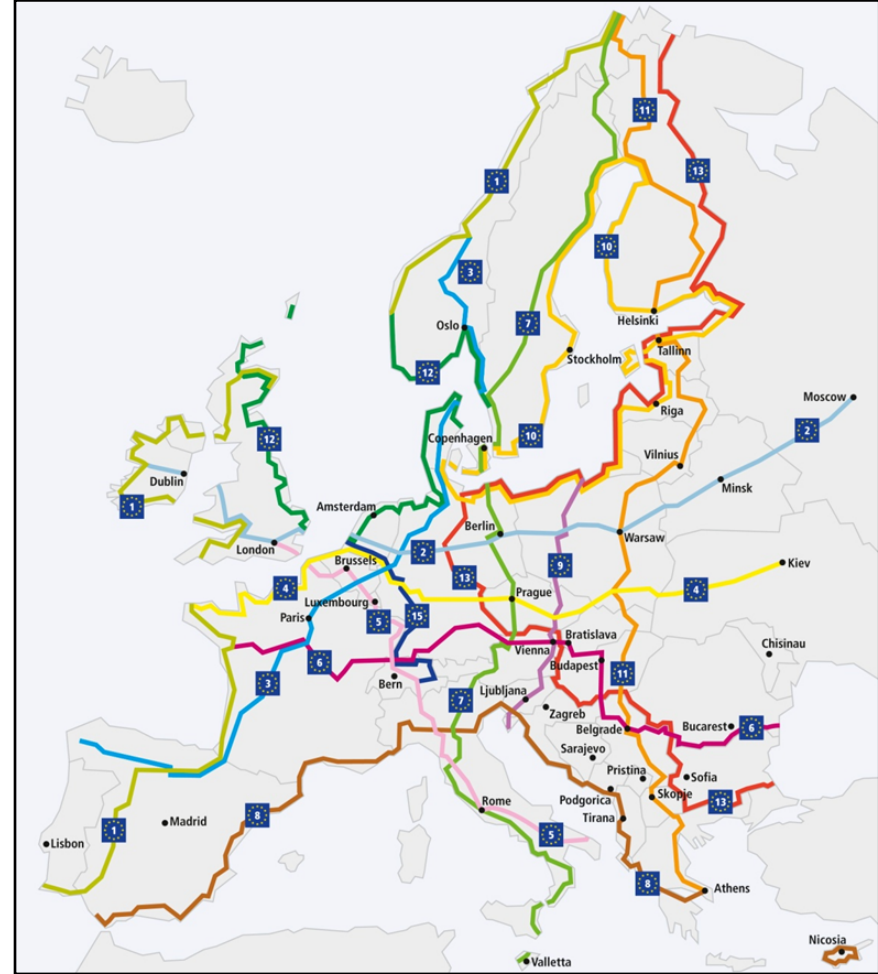 11
1
13
10
3
7
Oslo
Helsinki
Stockholm
Tallinn
12
Moscow
Riga
2
12
Copenhagen
10
Vilnius
Dublin
Minsk
1
Amsterdam
Berlin
Warsaw
London
2
Brussels
9
Kiev
4
13
Prague
4
Luxembourg
Paris
5
15
Bratislava
Chisinau
Vienna
6
Budapest
Bern
11
3
7
Ljubljana
Zagreb
Bucarest
6
Belgrade
Sarajevo
Pristina
Sofia
Podgorica
Skopje
13
Rome
8
Madrid
1
Tirana
5
Lisbon
8
Athens
Nicosia
Valletta